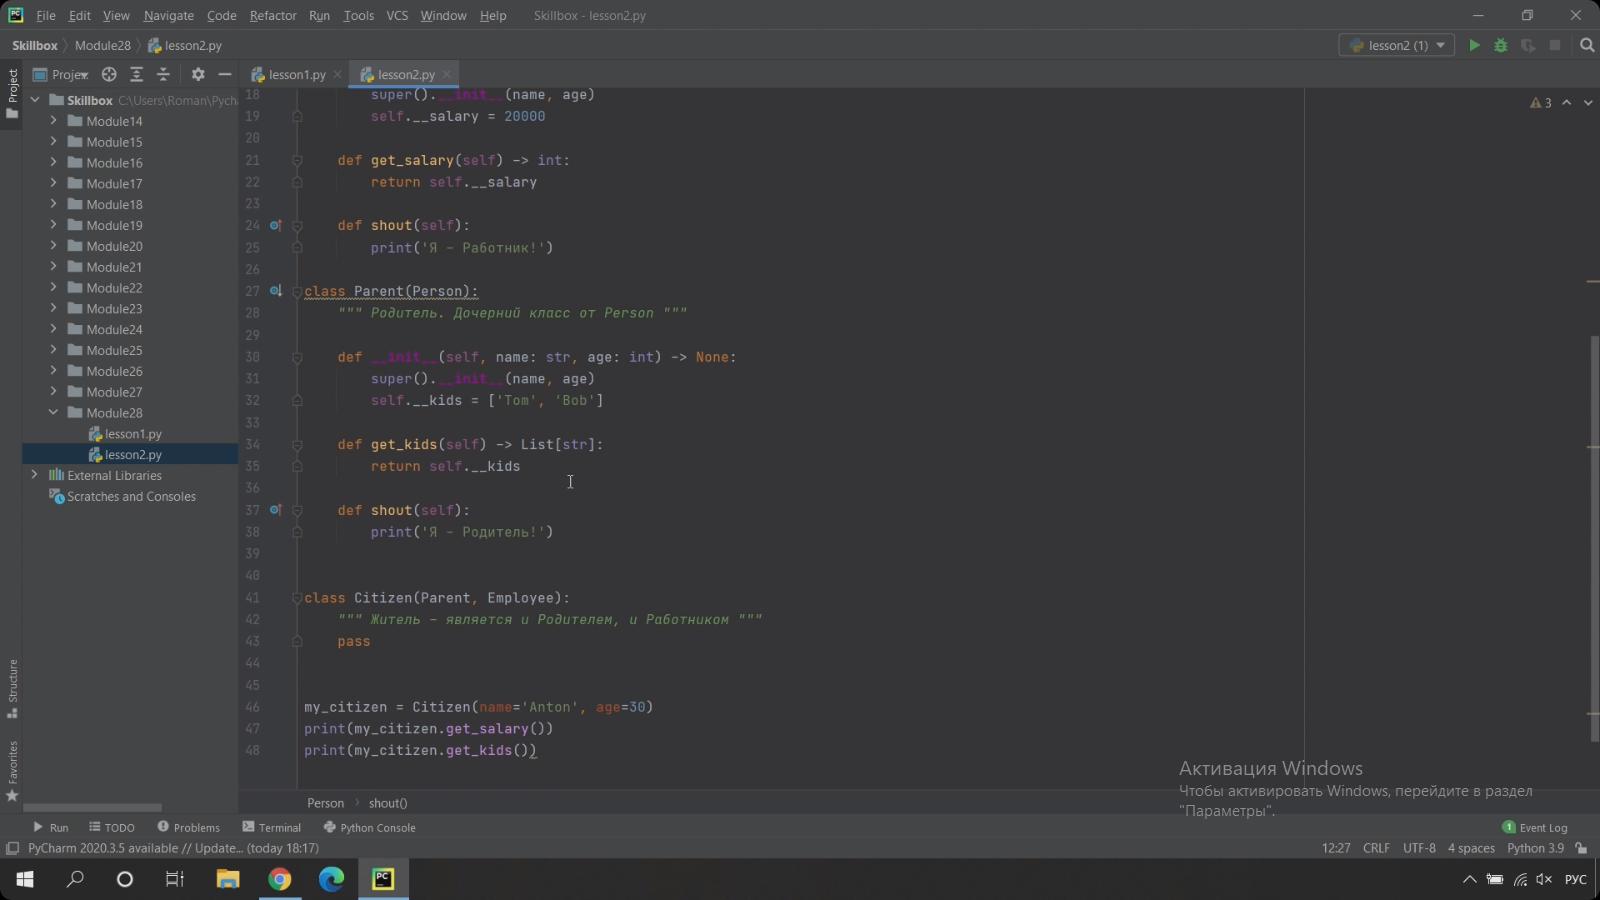 File Edit View Navigate Code Refactor Run Tools VCS Window Help Skillbox - lesson2.py
Skillbox Module28 lesson2.py lesson2 (1)
Project lesson1.py lesson2.py
Project
Skillbox C:\Users\Roman\Pycha
Module14
Module15
Module16
Module17
Module18
Module19
Module20
Module21
Module22
Module23
Module24
Module25
Module26
Module27
Module28
lesson1.py
lesson2.py
External Libraries
Scratches and Consoles
Structure
Favorites
3
18 super().__init__(name, age)
19 self.__salary = 20000
20
21 def get_salary(self) -> int:
22 return self.__salary
23
24 def shout(self):
25 print('Я - Работник!')
26
27 class Parent(Person):
28 """ Родитель. Дочерний класс от Person """
29
30 def __init__(self, name: str, age: int) -> None:
31 super().__init__(name, age)
32 self.__kids = ['Tom', 'Bob']
33
34 def get_kids(self) -> List[str]:
35 return self.__kids
36
37 def shout(self):
38 print('Я - Родитель!')
39
40
41 class Citizen(Parent, Employee):
42 """ Житель - является и Родителем, и Работником """
43 pass
44
45
46 my_citizen = Citizen(name='Anton', age=30)
47 print(my_citizen.get_salary())
48 print(my_citizen.get_kids())
Активация Windows
Чтобы активировать Windows, перейдите в раздел
"Параметры".
Person shout()
Run TODO Problems Terminal Python Console 1 Event Log
PyCharm 2020.3.5 available // Update... (today 18:17) 12:27 CRLF UTF-8 4 spaces Python 3.9
РУС